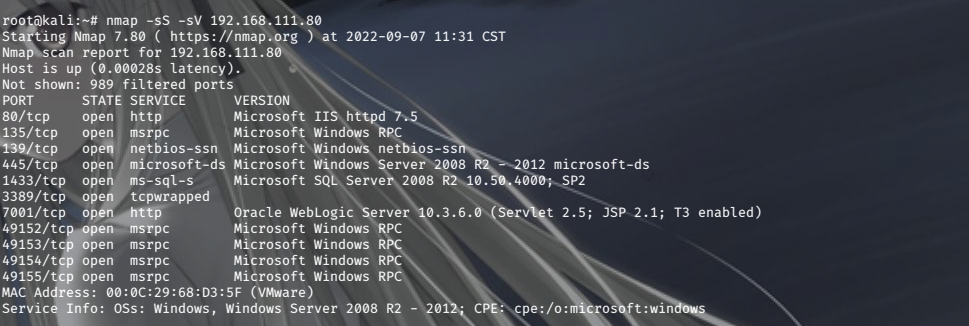 root@kali:~# nmap -sS -sV 192.168.111.80
Starting Nmap 7.80 ( https://nmap.org ) at 2022-09-07 11:31 CST
Nmap scan report for 192.168.111.80
Host is up (0.00028s latency).
Not shown: 989 filtered ports
PORT      STATE SERVICE      VERSION
80/tcp    open  http         Microsoft IIS httpd 7.5
135/tcp   open  msrpc        Microsoft Windows RPC
139/tcp   open  netbios-ssn  Microsoft Windows netbios-ssn
445/tcp   open  microsoft-ds Microsoft Windows Server 2008 R2 - 2012 microsoft-ds
1433/tcp  open  ms-sql-s     Microsoft SQL Server 2008 R2 10.50.4000; SP2
3389/tcp  open  tcpwrapped
7001/tcp  open  http         Oracle WebLogic Server 10.3.6.0 (Servlet 2.5; JSP 2.1; T3 enabled)
49152/tcp open  msrpc        Microsoft Windows RPC
49153/tcp open  msrpc        Microsoft Windows RPC
49154/tcp open  msrpc        Microsoft Windows RPC
49155/tcp open  msrpc        Microsoft Windows RPC
MAC Address: 00:0C:29:68:D3:5F (VMware)
Service Info: OSs: Windows, Windows Server 2008 R2 - 2012; CPE: cpe:/o:microsoft:windows